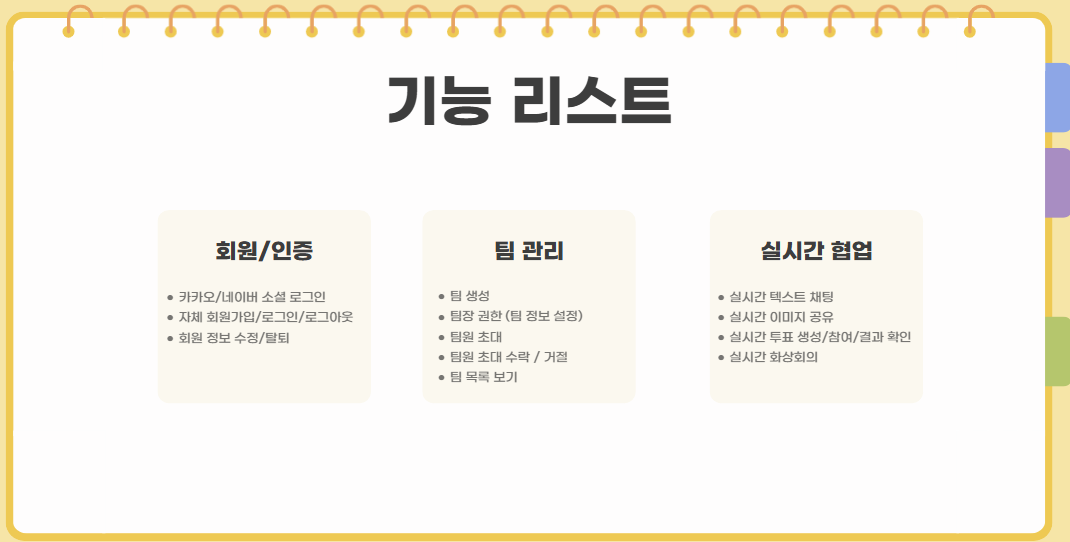 기능 리스트
회원/인증
• 카카오/네이버 소셜 로그인
• 자체 회원가입/로그인/로그아웃
• 회원 정보 수정/탈퇴
팀 관리
• 팀 생성
• 팀장 권한 (팀 정보 설정)
• 팀원 초대
• 팀원 초대 수락 / 거절
• 팀 목록 보기
실시간 협업
• 실시간 텍스트 채팅
• 실시간 이미지 공유
• 실시간 투표 생성/참여/결과 확인
• 실시간 화상회의